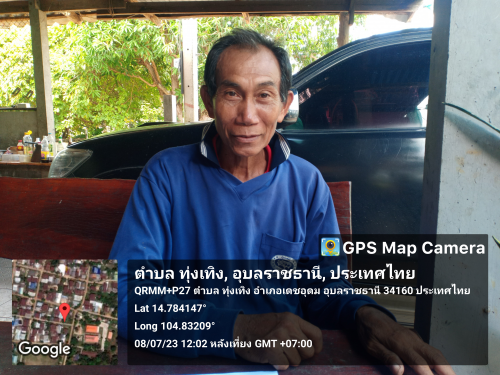 GPS Map Camera
ตำบล ทุ่งเทิง, อุบลราชธานี, ประเทศไทย
QRMM+P27 ตำบล ทุ่งเทิง อำเภอเดชอุดม อุบลราชธานี 34160 ประเทศไทย
Lat 14.784147°
Long 104.83209°
08/07/23 12:02 หลังเที่ยง GMT +07:00
Google